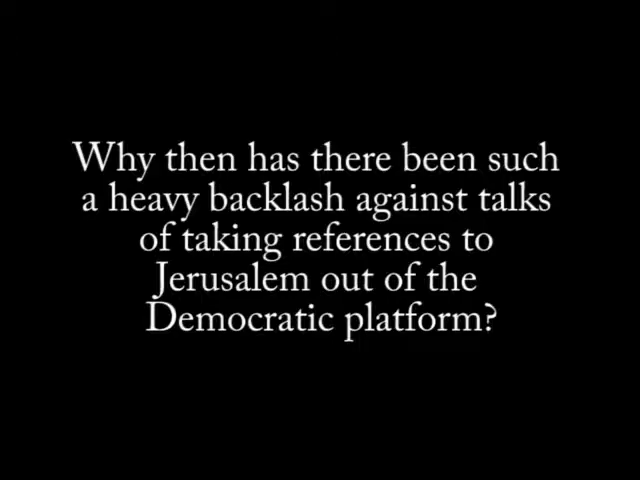 Why then has there been such
a heavy backlash against talks
of taking references to
Jerusalem out of the
Democratic platform?